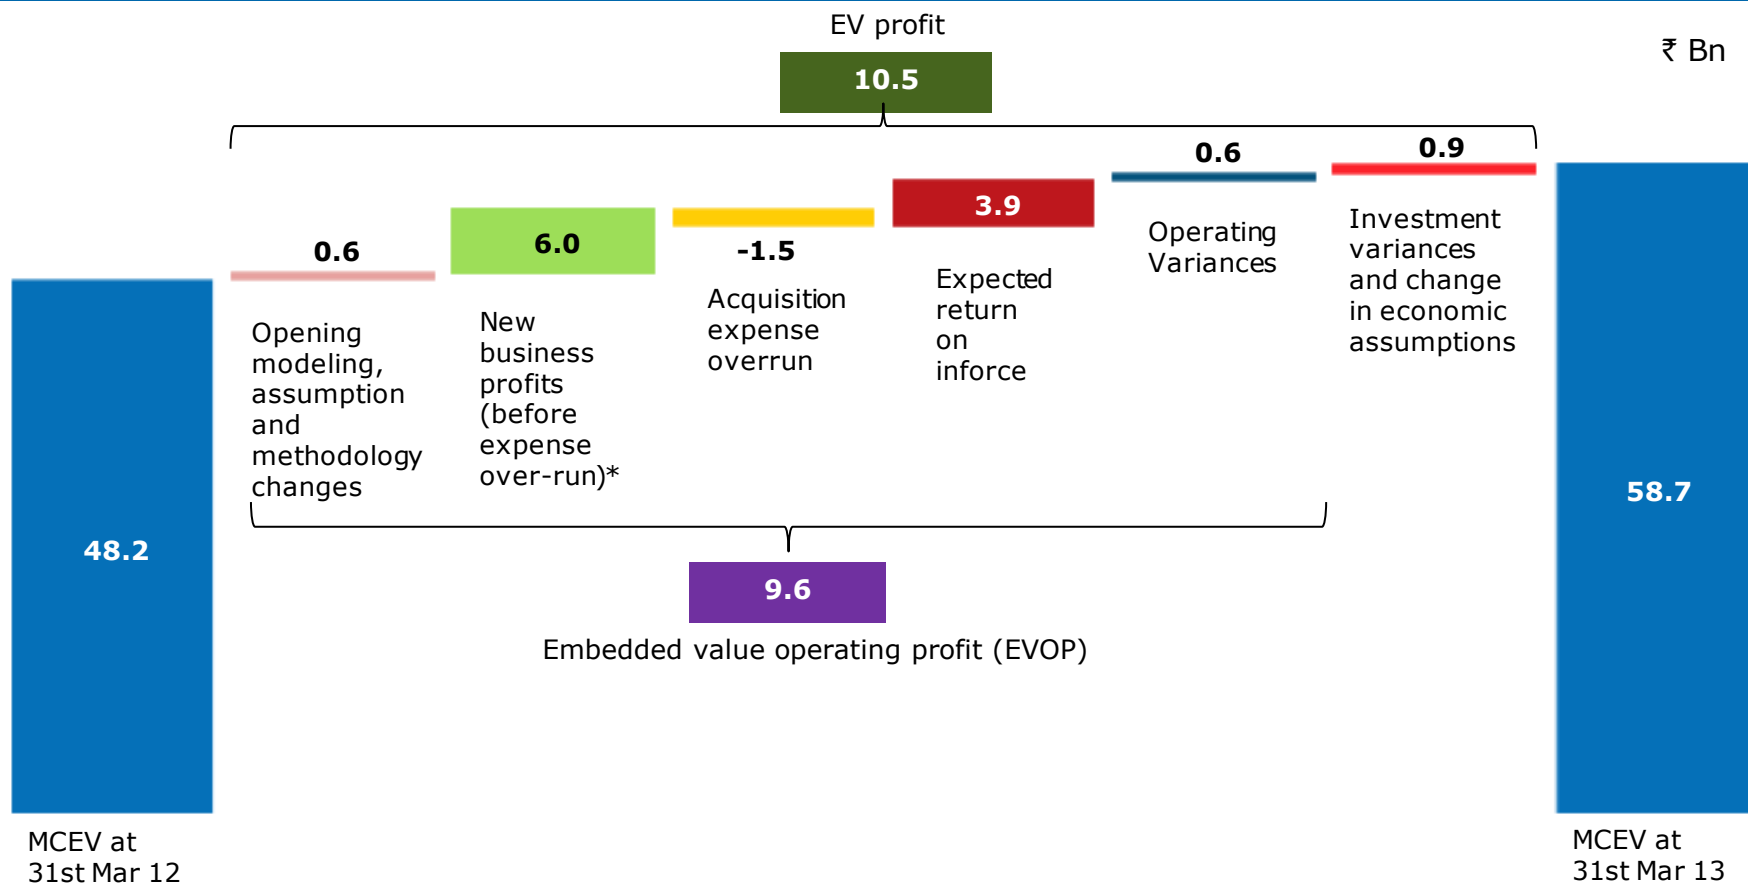 EV profit
₹ Bn
10.5
0.6
6.0
-1.5
3.9
0.6
0.9
Opening
modeling,
assumption
and
methodology
changes
New
business
profits
(before
expense
over-run)*
Acquisition
expense
overrun
Expected
return
on
inforce
Operating
Variances
Investment
variances
and change
in economic
assumptions
48.2
58.7
9.6
Embedded value operating profit (EVOP)
MCEV at
31st Mar 12
MCEV at
31st Mar 13